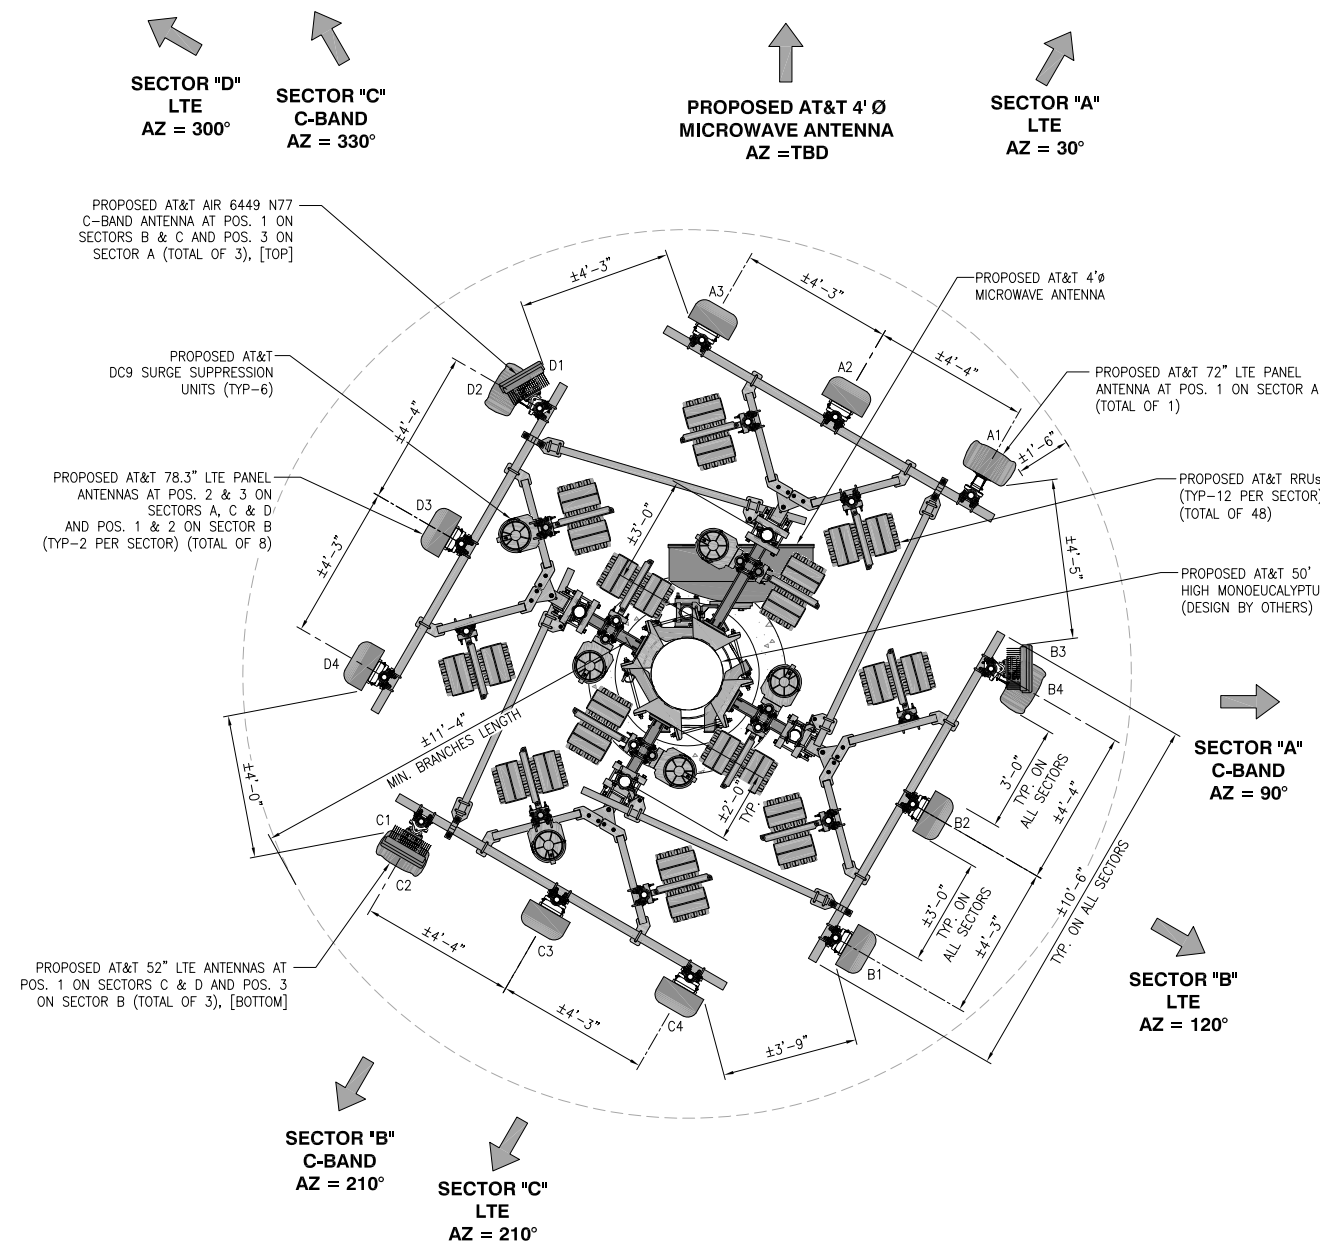 SECTOR "D"
LTE
AZ = 300°
SECTOR "C"
C-BAND
AZ = 330°
PROPOSED AT&T 4' Ø
MICROWAVE ANTENNA
AZ =TBD
SECTOR "A"
LTE
AZ = 30°
PROPOSED AT&T AIR 6449 N77
C-BAND ANTENNA AT POS. 1 ON
SECTORS B & C AND POS. 3 ON
SECTOR A (TOTAL OF 3), [TOP]
±4'-3"
A3
±4'-3"
PROPOSED AT&T 4'ø
MICROWAVE ANTENNA
PROPOSED AT&T
DC9 SURGE SUPPRESSION
UNITS (TYP-6)
D1
D2
A2
±4'-4"
PROPOSED AT&T 72" LTE PANEL
ANTENNA AT POS. 1 ON SECTOR A
(TOTAL OF 1)
±4'-4"
A1
±1'-6"
PROPOSED AT&T 78.3" LTE PANEL
ANTENNAS AT POS. 2 & 3 ON
SECTORS A, C & D
AND POS. 1 & 2 ON SECTOR B
(TYP-2 PER SECTOR) (TOTAL OF 8)
D3
±3'-0"
PROPOSED AT&T RRUs
(TYP-12 PER SECTOR)
(TOTAL OF 48)
±4'-3"
±4'-5"
PROPOSED AT&T 50'
HIGH MONOEUCALYPTU
(DESIGN BY OTHERS)
D4
B3
B4
±11'-4"
MIN. BRANCHES LENGTH
SECTOR "A"
C-BAND
AZ = 90°
±4'-0"
±2'-0"
TYP.
3'-0"
TYP. ON
ALL SECTORS
±4'-4"
C1
C2
B2
±10'-6"
TYP. ON ALL SECTORS
±3'-0"
TYP. ON
ALL SECTORS
±4'-3"
±4'-4"
C3
B1
PROPOSED AT&T 52" LTE ANTENNAS AT
POS. 1 ON SECTORS C & D AND POS. 3
ON SECTOR B (TOTAL OF 3), [BOTTOM]
±4'-3"
C4
±3'-9"
SECTOR "B"
LTE
AZ = 120°
SECTOR "B"
C-BAND
AZ = 210°
SECTOR "C"
LTE
AZ = 210°